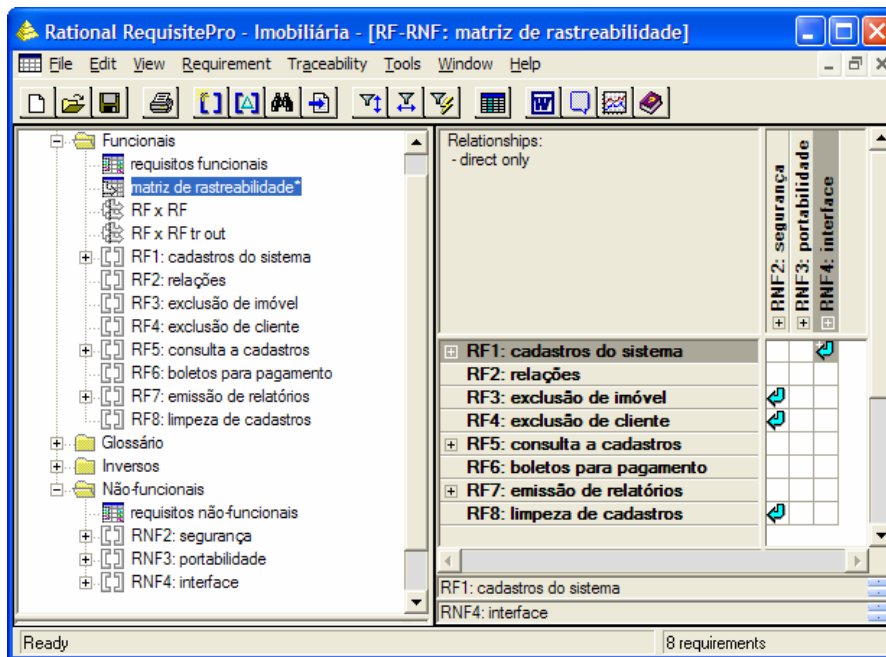 Rational RequisitePro - Imobiliária - [RF-RNF: matriz de rastreabilidade]
File Edit View Requirement Traceability Tools Window Help
Funcionais
requisitos funcionais
matriz de rastreabilidade*
RF x RF
RF x RF tr out
RF1: cadastros do sistema
RF2: relações
RF3: exclusão de imóvel
RF4: exclusão de cliente
RF5: consulta a cadastros
RF6: boletos para pagamento
RF7: emissão de relatórios
RF8: limpeza de cadastros
Glossário
Inversos
Não-funcionais
requisitos não-funcionais
RNF2: segurança
RNF3: portabilidade
RNF4: interface
Relationships:
- direct only
RNF2: segurança
RNF3: portabilidade
RNF4: interface
RF1: cadastros do sistema
RF2: relações
RF3: exclusão de imóvel
RF4: exclusão de cliente
RF5: consulta a cadastros
RF6: boletos para pagamento
RF7: emissão de relatórios
RF8: limpeza de cadastros
RF1: cadastros do sistema
RNF4: interface
Ready
8 requirements